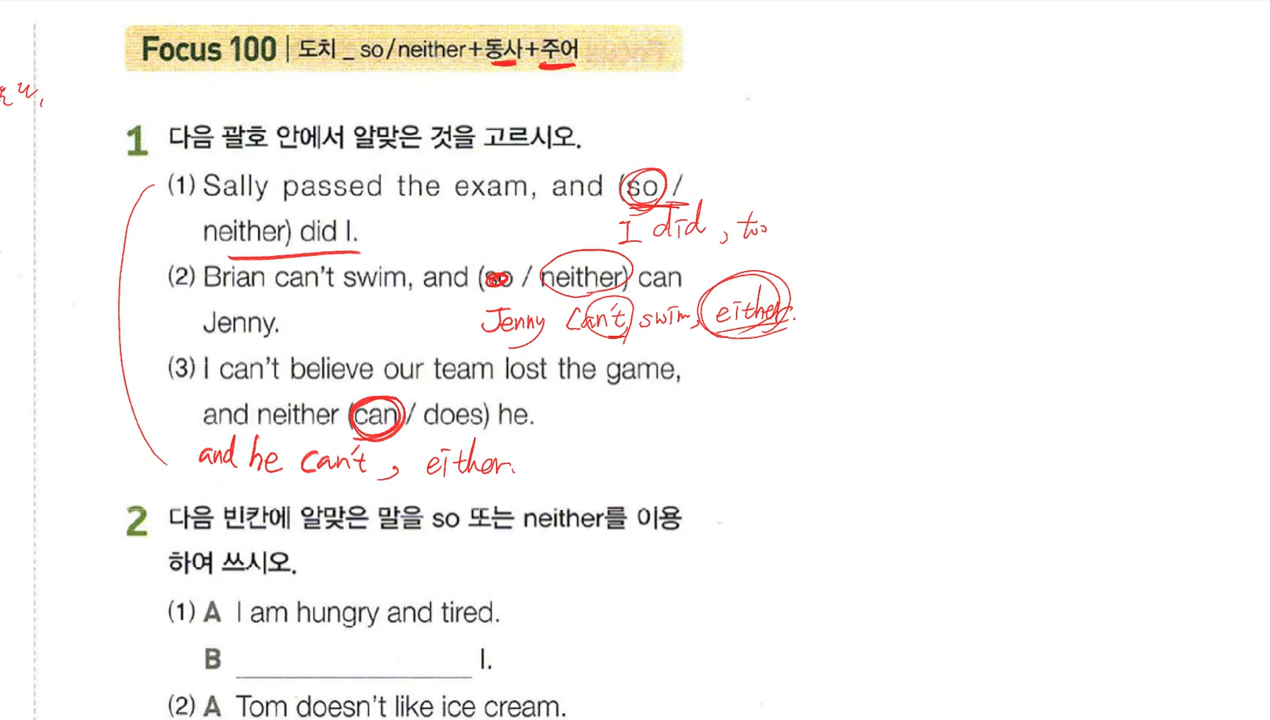 Focus 100 | 도치 _ so/neither+동사+주어
1 다음 괄호 안에서 알맞은 것을 고르시오.
(1) Sally passed the exam, and (so /
neither) did I.
I did, too
(2) Brian can't swim, and (so / neither) can
Jenny.
Jenny can't swim, either.
(3) I can't believe our team lost the game,
and neither (can / does) he.
and he can't, either.
2 다음 빈칸에 알맞은 말을 so 또는 neither를 이용
하여 쓰시오.
(1) A I am hungry and tired.
B ____________ I.
(2) A Tom doesn't like ice cream.